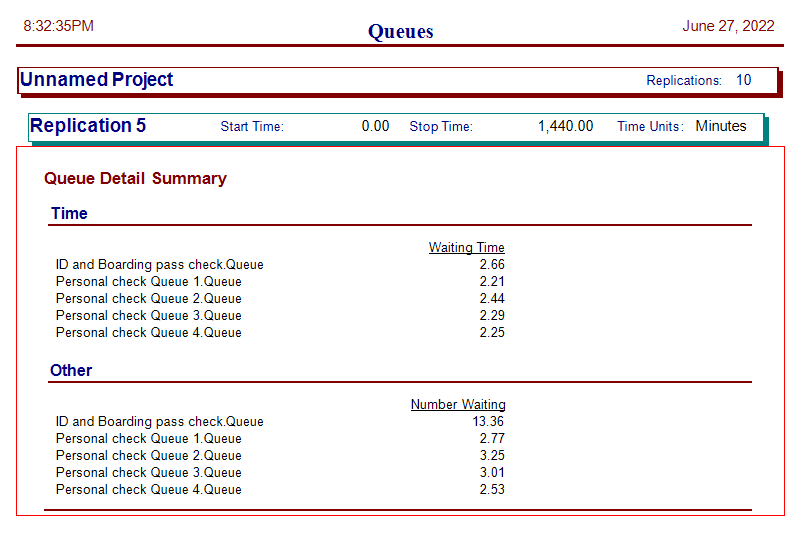 8:32:35PM Queues June 27, 2022
Unnamed Project Replications: 10
Replication 5 Start Time: 0.00 Stop Time: 1,440.00 Time Units: Minutes
Queue Detail Summary
Time
Waiting Time
ID and Boarding pass check.Queue 2.66
Personal check Queue 1.Queue 2.21
Personal check Queue 2.Queue 2.44
Personal check Queue 3.Queue 2.29
Personal check Queue 4.Queue 2.25
Other
Number Waiting
ID and Boarding pass check.Queue 13.36
Personal check Queue 1.Queue 2.77
Personal check Queue 2.Queue 3.25
Personal check Queue 3.Queue 3.01
Personal check Queue 4.Queue 2.53